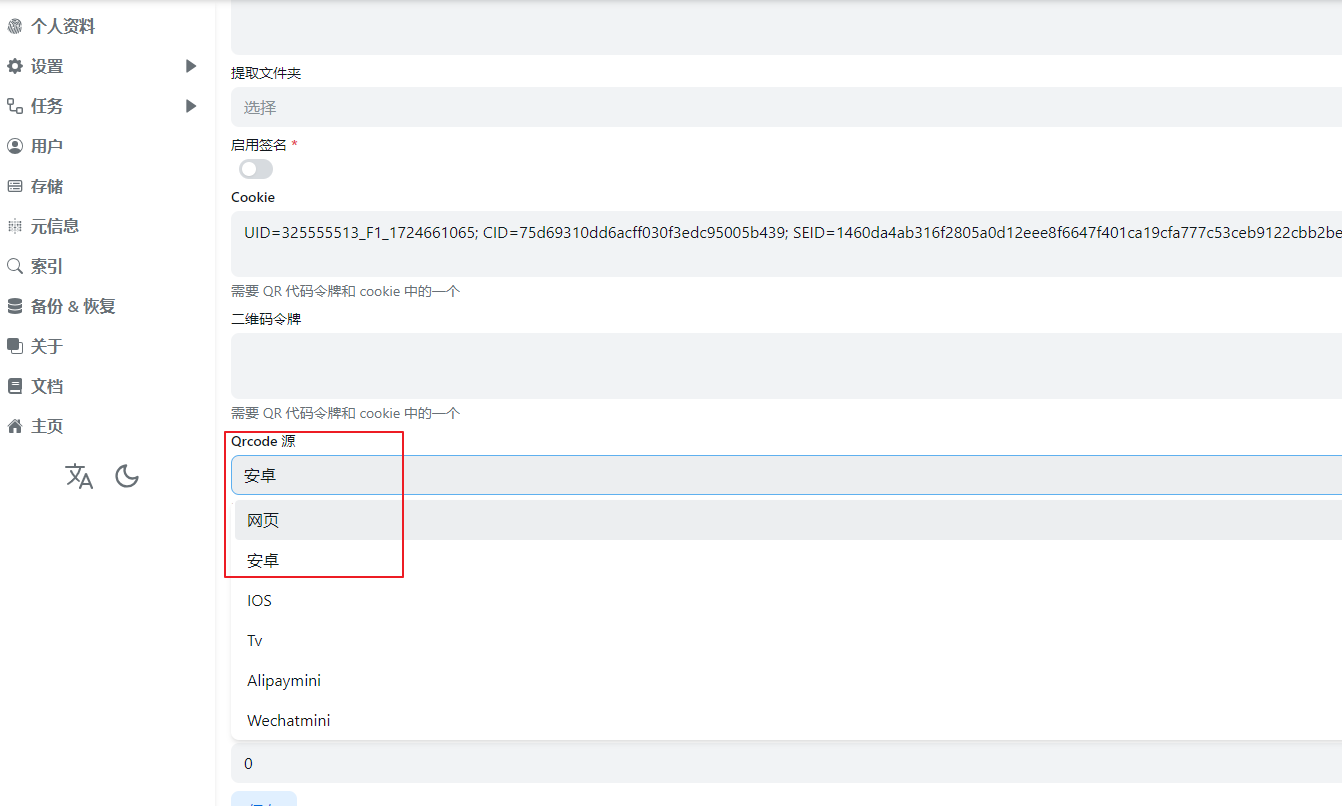 个人资料
设置
任务
用户
存储
元信息
索引
备份 & 恢复
关于
文档
主页
提取文件夹
选择
启用签名 *
Cookie
UID=325555513_F1_1724661065; CID=75d69310dd6acff030f3edc95005b439; SEID=1460da4ab316f2805a0d12eee8f6647f401ca19cfa777c53ceb9122cbb2be
需要 QR 代码令牌和 cookie 中的一个
二维码令牌
需要 QR 代码令牌和 cookie 中的一个
Qrcode 源
安卓
网页
安卓
IOS
Tv
Alipaymini
Wechatmini
0